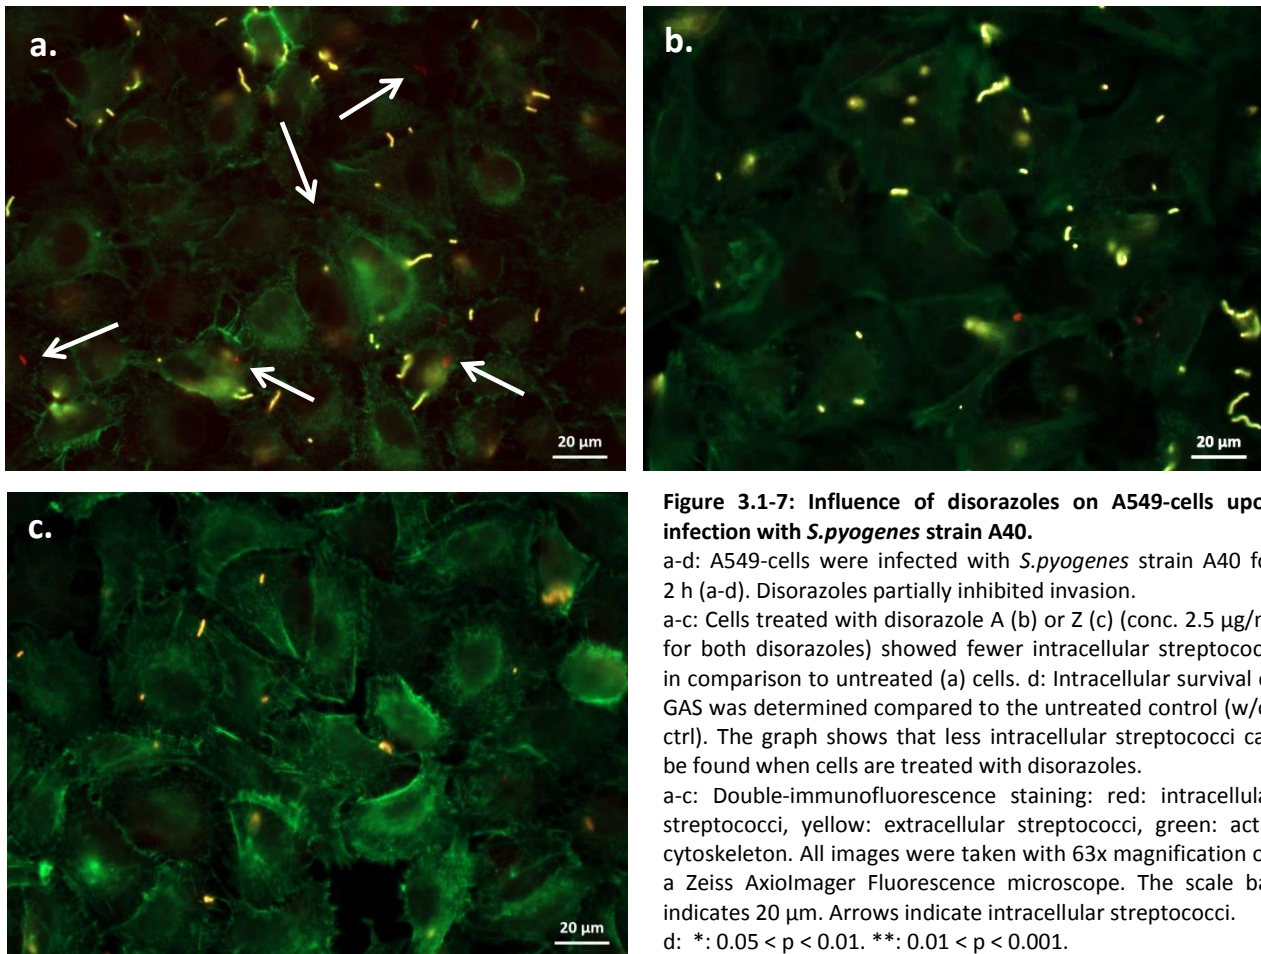 a.
20 µm
b.
20 µm
c.
20 µm
Figure 3.1-7: Influence of disorazoles on A549-cells upo
infection with S.pyogenes strain A40.
a-d: A549-cells were infected with S.pyogenes strain A40 fo
2 h (a-d). Disorazoles partially inhibited invasion.
a-c: Cells treated with disorazole A (b) or Z (c) (conc. 2.5 µg/m
for both disorazoles) showed fewer intracellular streptococ
in comparison to untreated (a) cells. d: Intracellular survival o
GAS was determined compared to the untreated control (w/o
ctrl). The graph shows that less intracellular streptococci ca
be found when cells are treated with disorazoles.
a-c: Double-immunofluorescence staining: red: intracellula
streptococci, yellow: extracellular streptococci, green: acti
cytoskeleton. All images were taken with 63x magnification o
a Zeiss AxioImager Fluorescence microscope. The scale ba
indicates 20 µm. Arrows indicate intracellular streptococci.
d: *: 0.05 < p < 0.01. **: 0.01 < p < 0.001.